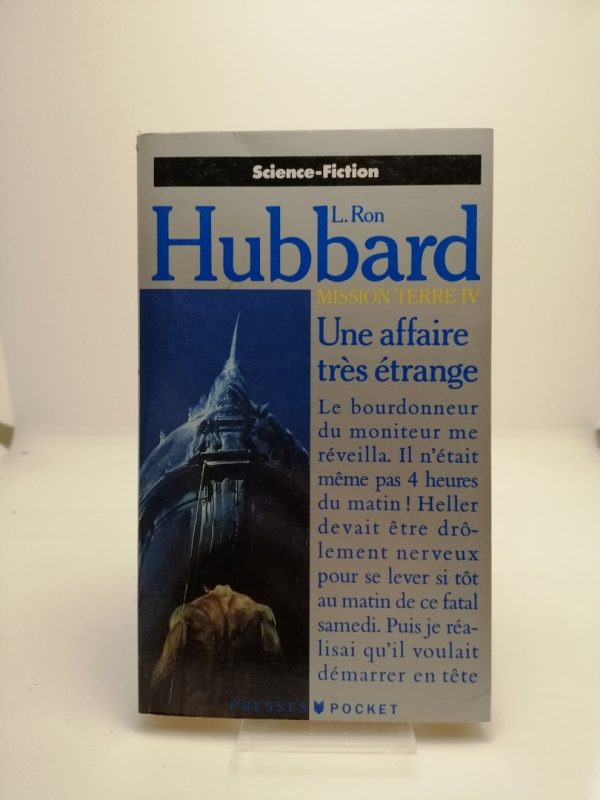 Science-Fiction
L. Ron
Hubbard
MISSION TERRE IV
Une affaire
très étrange
Le bourdonneur
du moniteur me
réveilla. Il n'était
même pas 4 heures
du matin ! Heller
devait être drô-
lement nerveux
pour se lever si tôt
au matin de ce fatal
samedi. Puis je réa-
lisai qu'il voulait
démarrer en tête
PRESSES POCKET